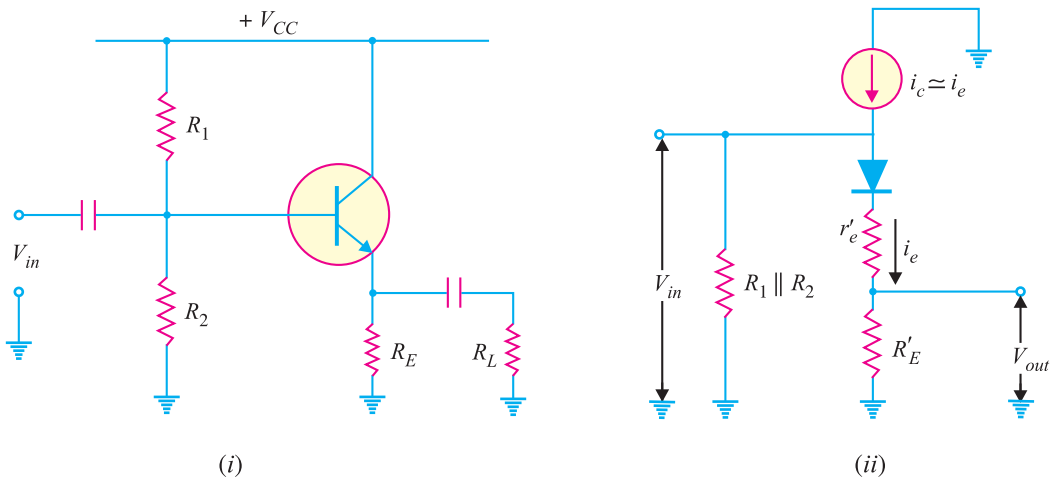 + V_CC
R_1
V_in
R_2
R_E
R_L
(i)
i_c ≃ i_e
r'_e
i_e
V_in
R_1 || R_2
R'_E
V_out
(ii)